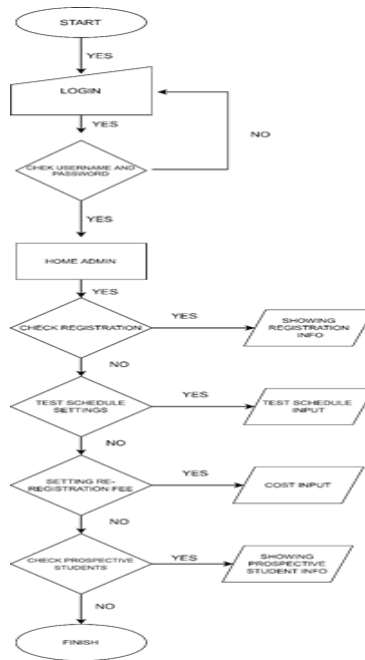 START
YES
LOGIN
YES
NO
CHEK USERNAME AND
PASSWORD
YES
HOME ADMIN
YES
CHECK REGISTRATION
YES
SHOWING
REGISTRATION
INFO
NO
TEST SCHEDULE
SETTINGS
YES
TEST SCHEDULE
INPUT
NO
SETTING RE-
REGISTRATION FEE
YES
COST INPUT
NO
CHECK PROSPECTIVE
STUDENTS
YES
SHOWING
PROSPECTIVE
STUDENT INFO
NO
FINISH